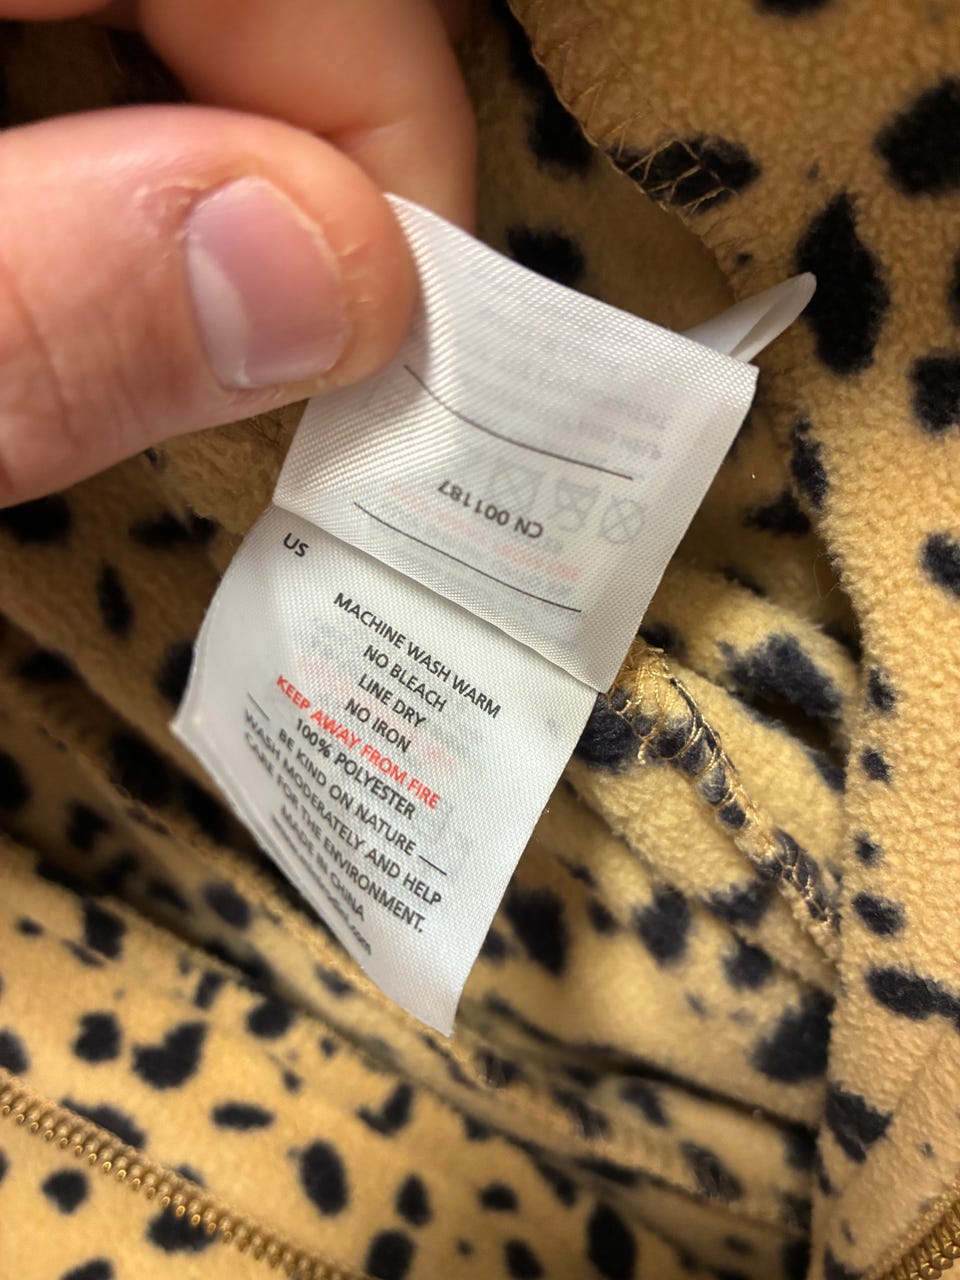 CN 001187
US
MACHINE WASH WARM
NO BLEACH
LINE DRY
NO IRON
KEEP AWAY FROM FIRE
100% POLYESTER
BE KIND ON NATURE
WASH MODERATELY AND HELP
CARE FOR THE ENVIRONMENT.
MADE IN CHINA